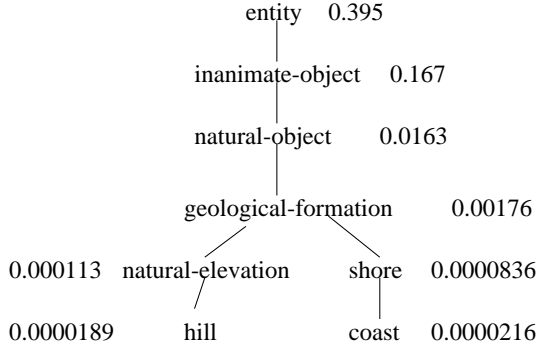 entity 0.395
inanimate-object 0.167
natural-object 0.0163
geological-formation 0.00176
0.000113 natural-elevation shore 0.0000836
0.0000189 hill coast 0.0000216